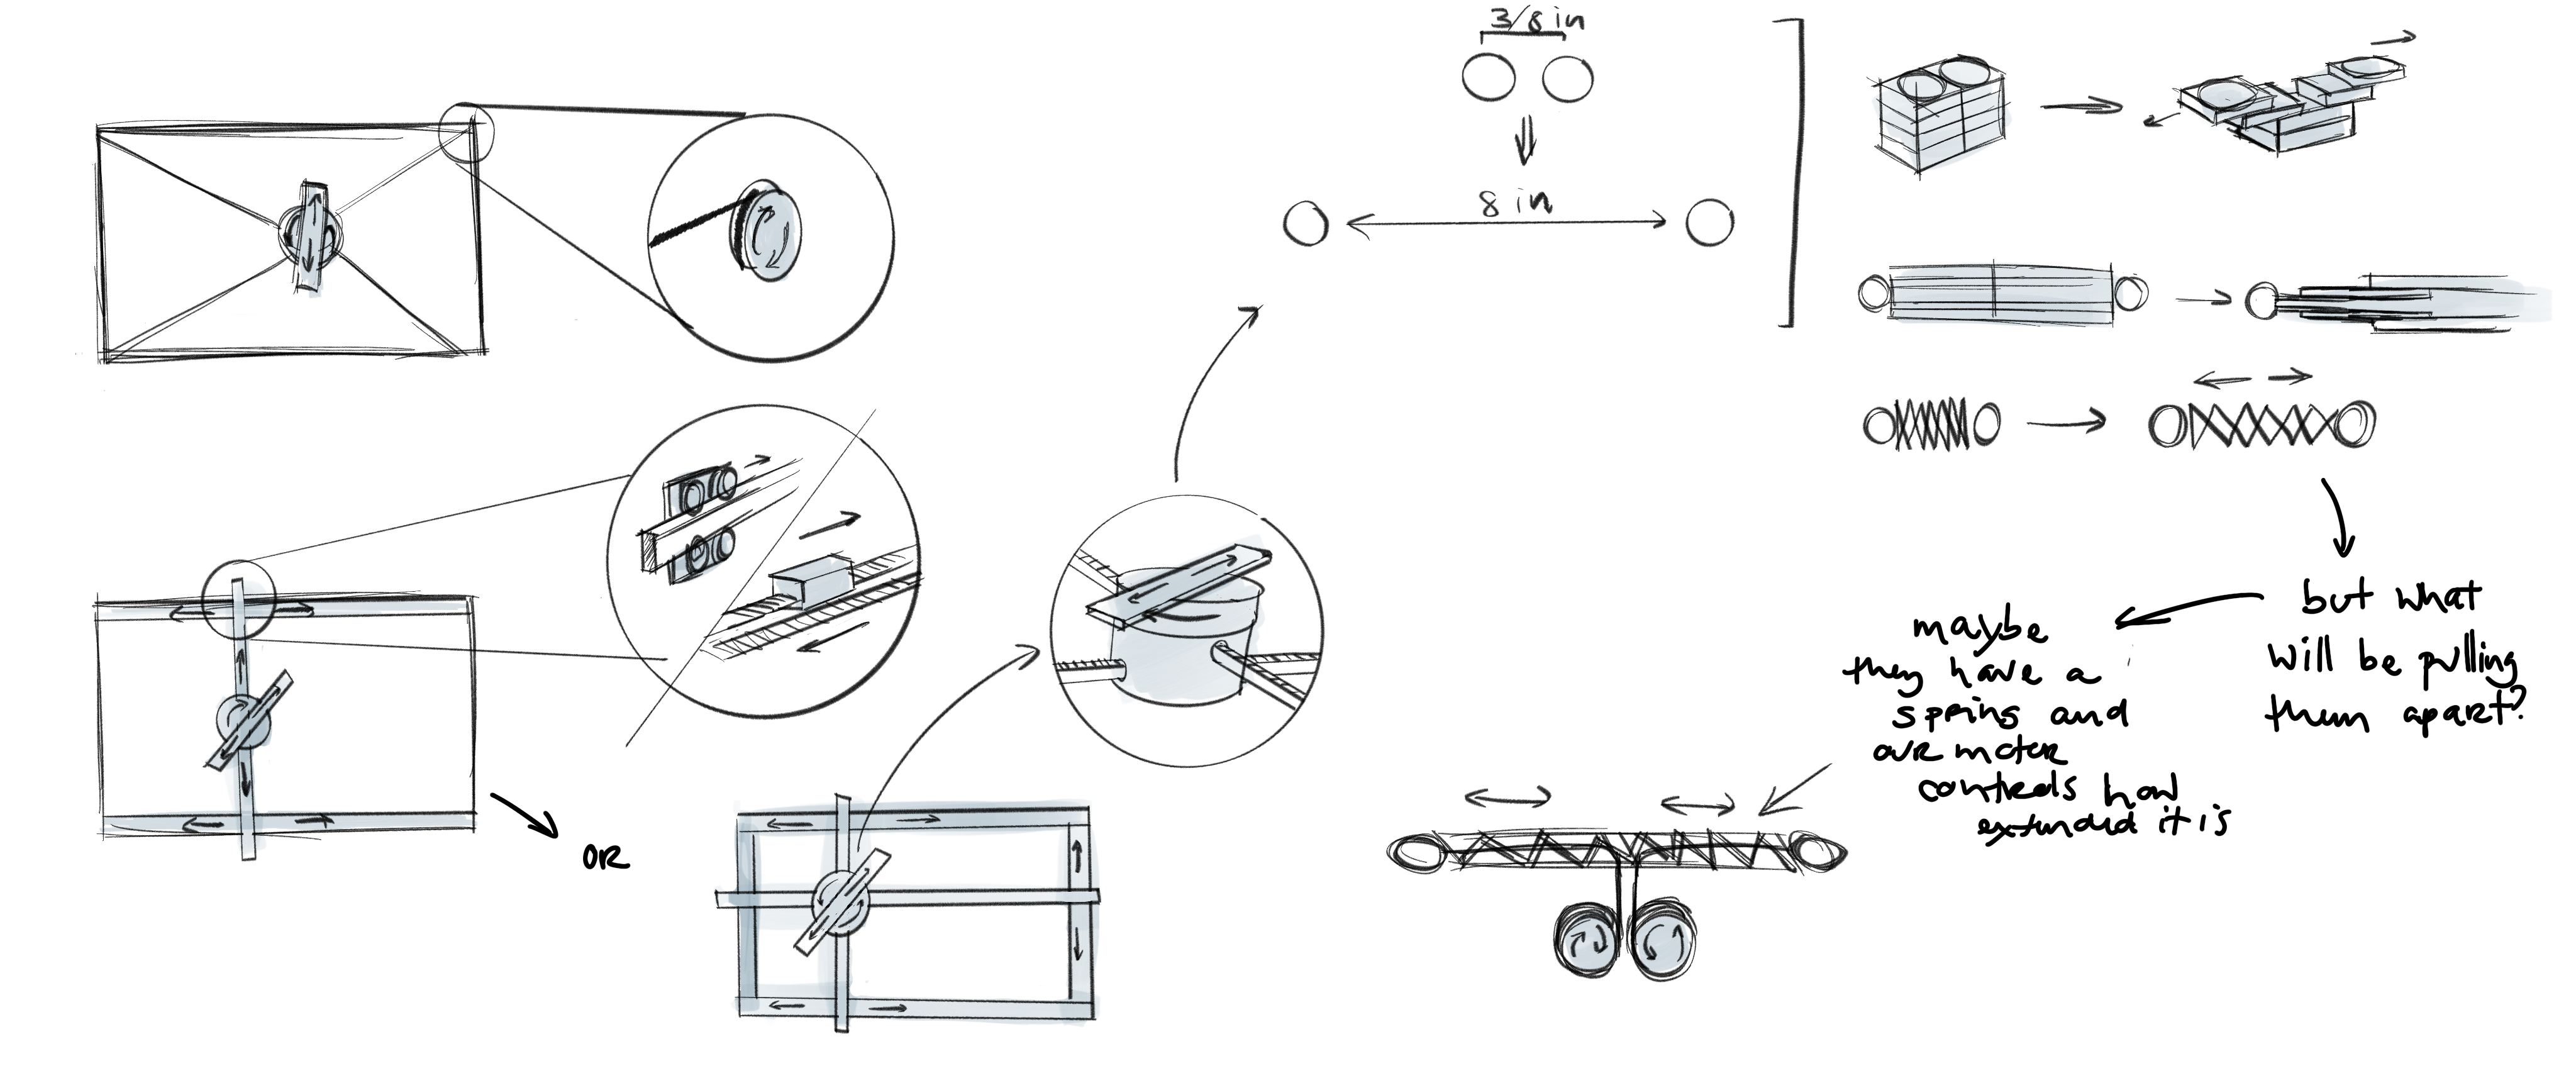 3/8 in
8 in
but what
will be pulling
them apart?
maybe
they have a
spring and
our motor
controls how
extended it is
OR